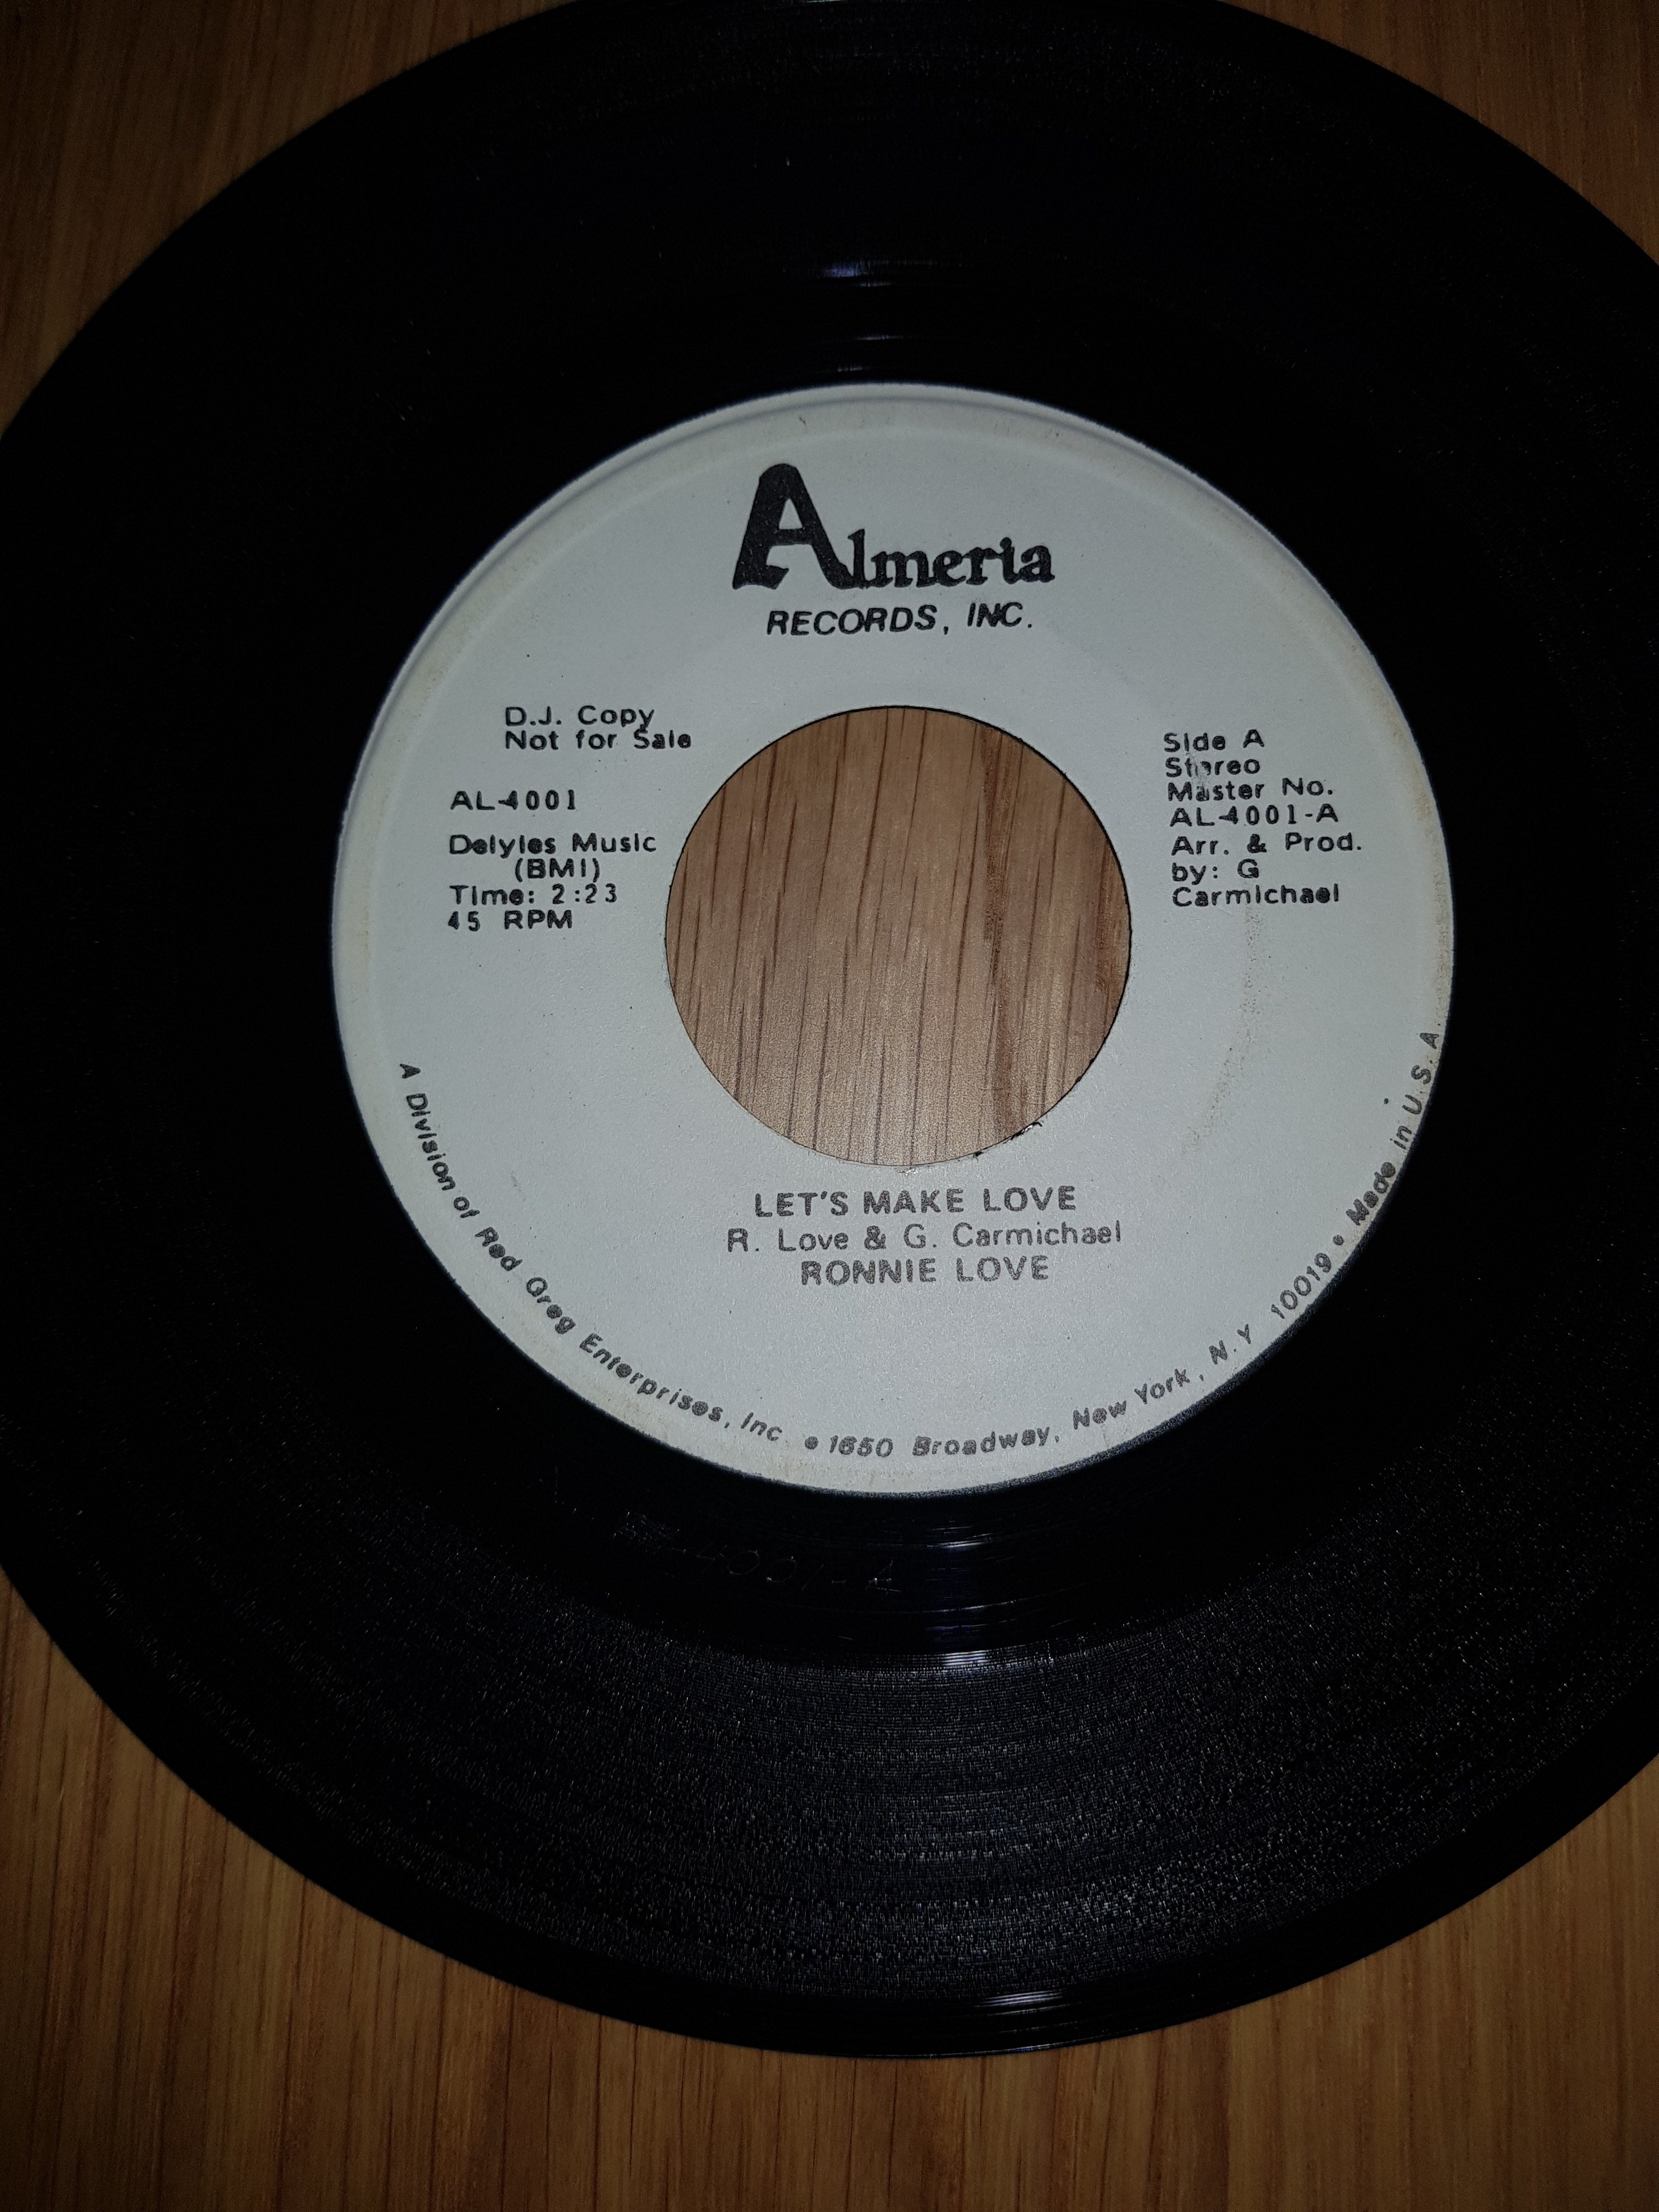 Almeria
RECORDS, INC.
D.J. Copy
Not for Sale
AL-4001
Delyles Music
(BMI)
Time: 2:23
45 RPM
Side A
Stereo
Master No.
AL-4001-A
Arr. & Prod.
by: G
Carmichael
LET'S MAKE LOVE
R. Love & G. Carmichael
RONNIE LOVE
A Division of Red Greg Enterprises, Inc. • 1650 Broadway, New York, N.Y 10019 • Made in U.S.A.